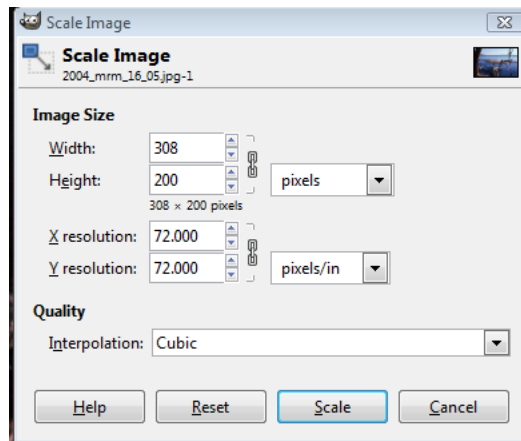 Scale Image
Scale Image
2004_mrm_16_05.jpg-1
Image Size
Width: 308
Height: 200 pixels
308 × 200 pixels
X resolution: 72.000
Y resolution: 72.000 pixels/in
Quality
Interpolation: Cubic
Help Reset Scale Cancel